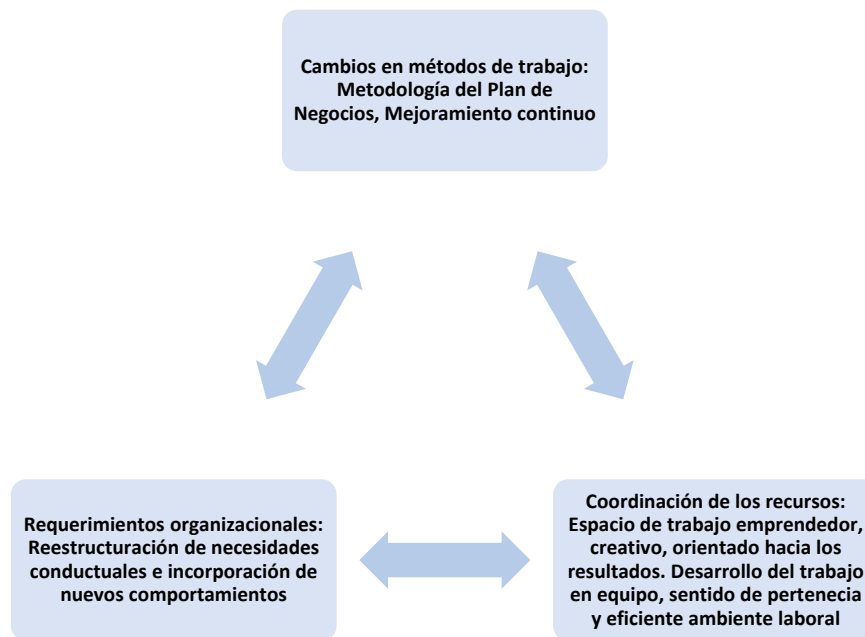 Cambios en métodos de trabajo:
Metodología del Plan de
Negocios, Mejoramiento continuo
Requerimientos organizacionales:
Reestructuración de necesidades
conductuales e incorporación de
nuevos comportamientos
Coordinación de los recursos:
Espacio de trabajo emprendedor,
creativo, orientado hacia los
resultados. Desarrollo del trabajo
en equipo, sentido de pertenecia
y eficiente ambiente laboral